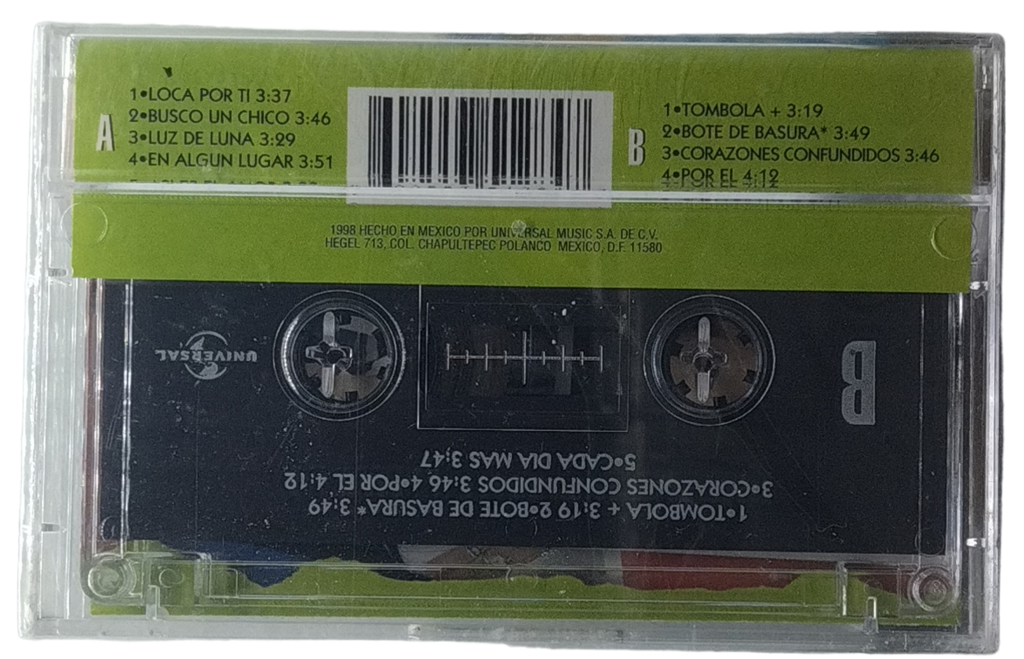 A
1•LOCA POR TI 3:37
2•BUSCO UN CHICO 3:46
3•LUZ DE LUNA 3:29
4•EN ALGUN LUGAR 3:51
B
1•TOMBOLA + 3:19
2•BOTE DE BASURA* 3:49
3•CORAZONES CONFUNDIDOS 3:46
4•POR EL 4:12
1998 HECHO EN MEXICO POR UNIVERSAL MUSIC S.A. DE C.V.
HEGEL 713, COL. CHAPULTEPEC POLANCO MEXICO, D.F. 11580
1•TOMBOLA + 3:19 2•BOTE DE BASURA* 3:49
3•CORAZONES CONFUNDIDOS 3:46 4•POR EL 4:12
5•CADA DIA MAS 3:47
B
UNIVERSAL